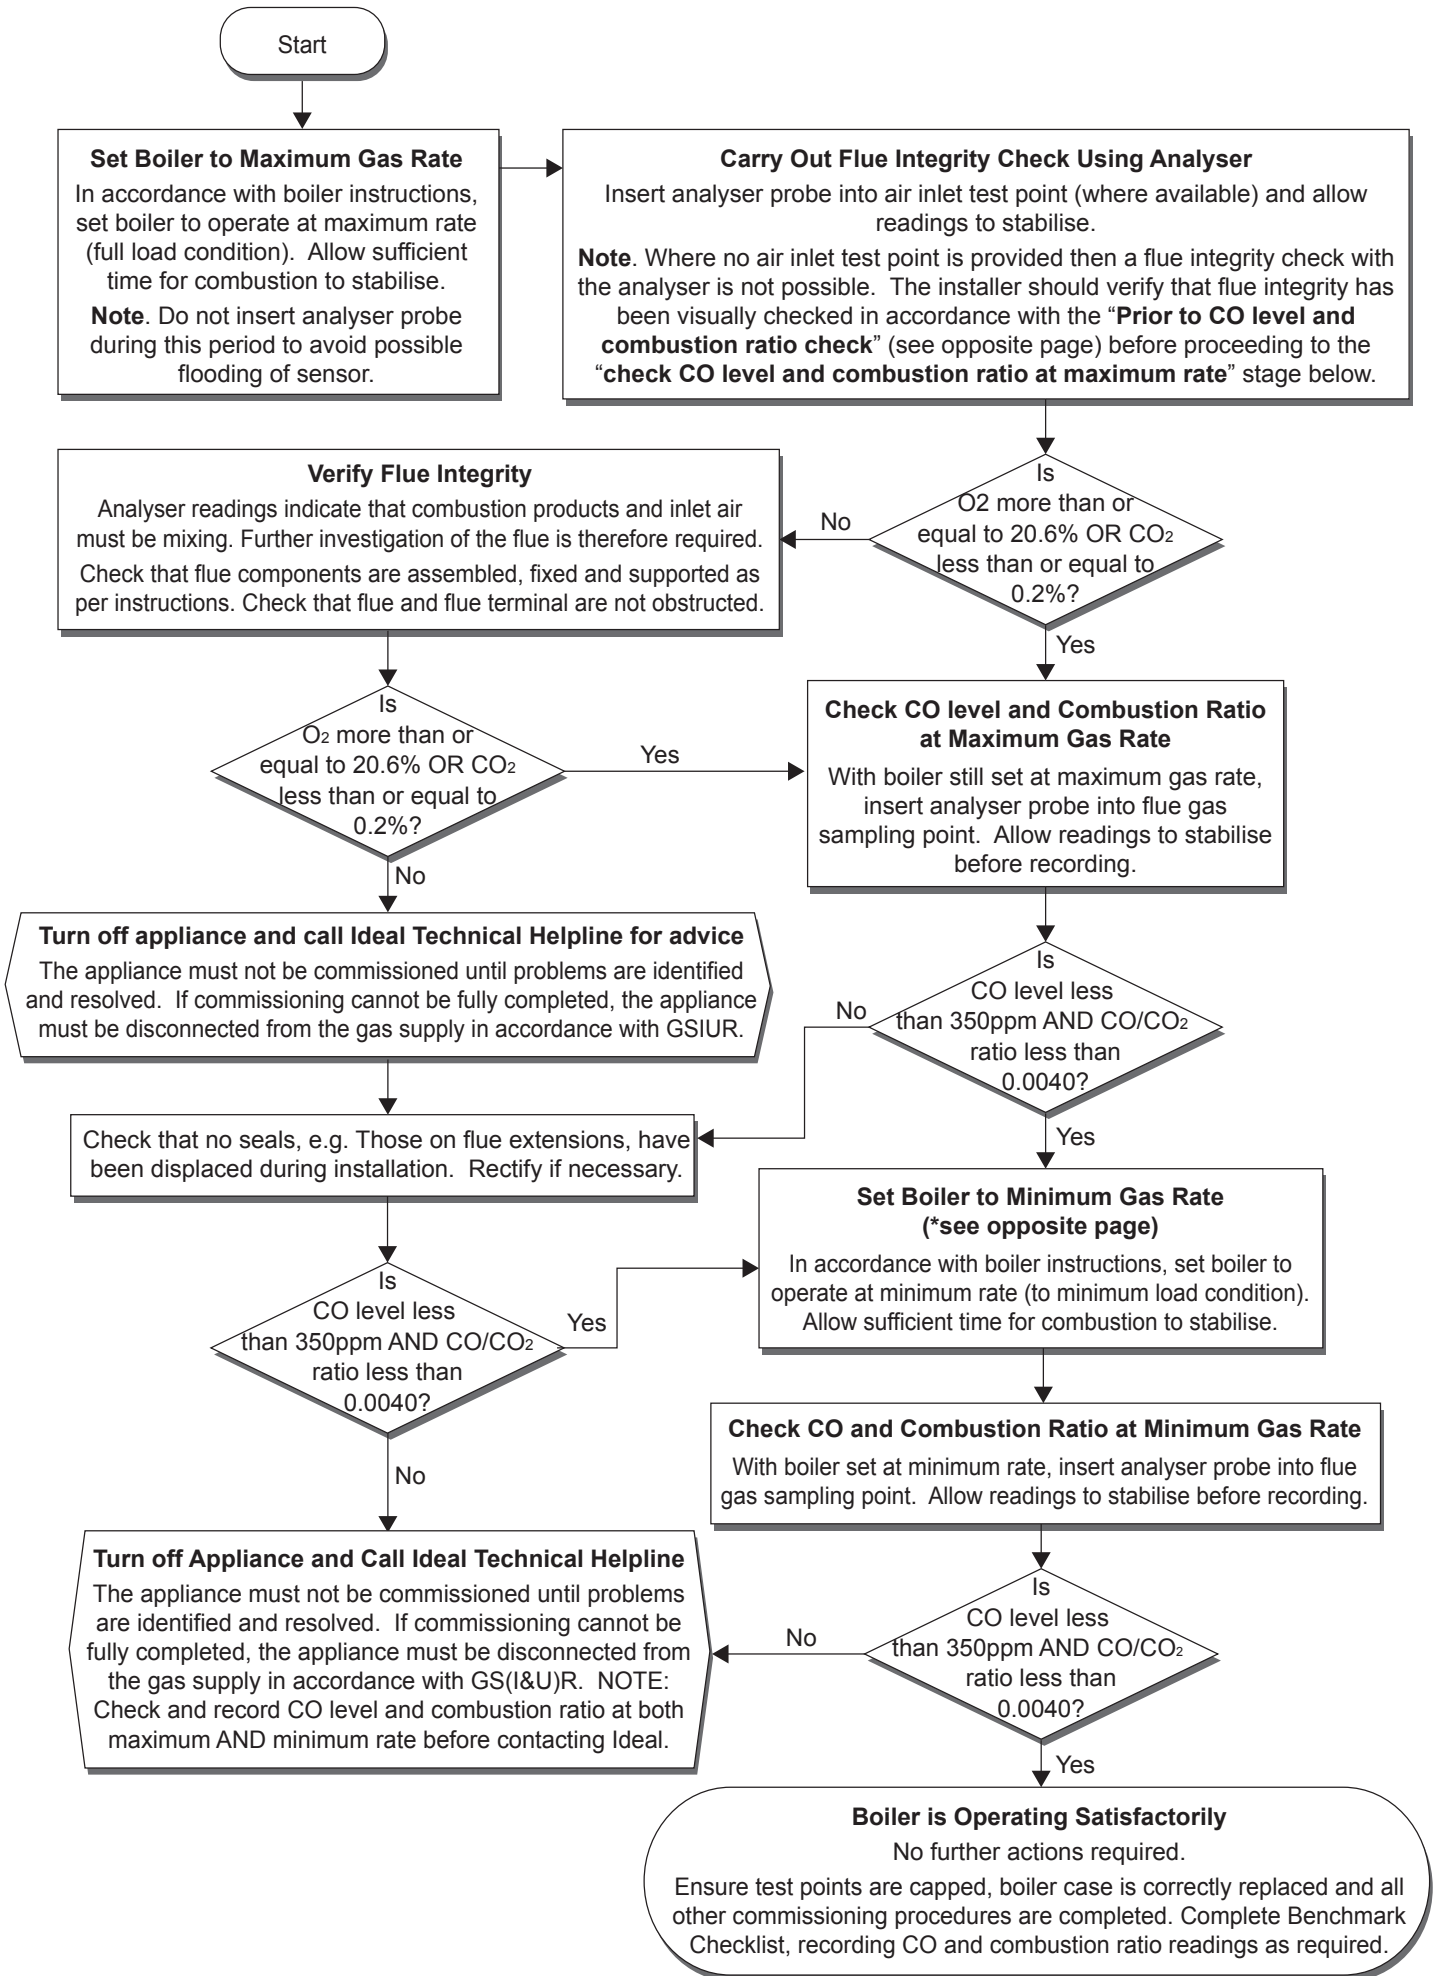 Start
Set Boiler to Maximum Gas Rate
In accordance with boiler instructions,
set boiler to operate at maximum rate
(full load condition).  Allow sufficient
time for combustion to stabilise.
Note. Do not insert analyser probe
during this period to avoid possible
flooding of sensor.
Carry Out Flue Integrity Check Using Analyser
Insert analyser probe into air inlet test point (where available) and allow
readings to stabilise.
Note. Where no air inlet test point is provided then a flue integrity check with
the analyser is not possible.  The installer should verify that flue integrity has
been visually checked in accordance with the “Prior to CO level and
combustion ratio check” (see opposite page) before proceeding to the
“check CO level and combustion ratio at maximum rate” stage below.
Is
O2 more than or
equal to 20.6% OR CO2
less than or equal to
0.2%?
No
Yes
Verify Flue Integrity
Analyser readings indicate that combustion products and inlet air
must be mixing. Further investigation of the flue is therefore required.
Check that flue components are assembled, fixed and supported as
per instructions. Check that flue and flue terminal are not obstructed.
Is
O2 more than or
equal to 20.6% OR CO2
less than or equal to
0.2%?
Yes
No
Check CO level and Combustion Ratio
at Maximum Gas Rate
With boiler still set at maximum gas rate,
insert analyser probe into flue gas
sampling point.  Allow readings to stabilise
before recording.
Turn off appliance and call Ideal Technical Helpline for advice
The appliance must not be commissioned until problems are identified
and resolved.  If commissioning cannot be fully completed, the appliance
must be disconnected from the gas supply in accordance with GSIUR.
Is
CO level less
than 350ppm AND CO/CO2
ratio less than
0.0040?
No
Yes
Check that no seals, e.g. Those on flue extensions, have
been displaced during installation.  Rectify if necessary.
Set Boiler to Minimum Gas Rate
(*see opposite page)
In accordance with boiler instructions, set boiler to
operate at minimum rate (to minimum load condition).
Allow sufficient time for combustion to stabilise.
Is
CO level less
than 350ppm AND CO/CO2
ratio less than
0.0040?
Yes
No
Check CO and Combustion Ratio at Minimum Gas Rate
With boiler set at minimum rate, insert analyser probe into flue
gas sampling point.  Allow readings to stabilise before recording.
Turn off Appliance and Call Ideal Technical Helpline
The appliance must not be commissioned until problems
are identified and resolved.  If commissioning cannot be
fully completed, the appliance must be disconnected from
the gas supply in accordance with GS(I&U)R.  NOTE:
Check and record CO level and combustion ratio at both
maximum AND minimum rate before contacting Ideal.
Is
CO level less
than 350ppm AND CO/CO2
ratio less than
0.0040?
No
Yes
Boiler is Operating Satisfactorily
No further actions required.
Ensure test points are capped, boiler case is correctly replaced and all
other commissioning procedures are completed. Complete Benchmark
Checklist, recording CO and combustion ratio readings as required.